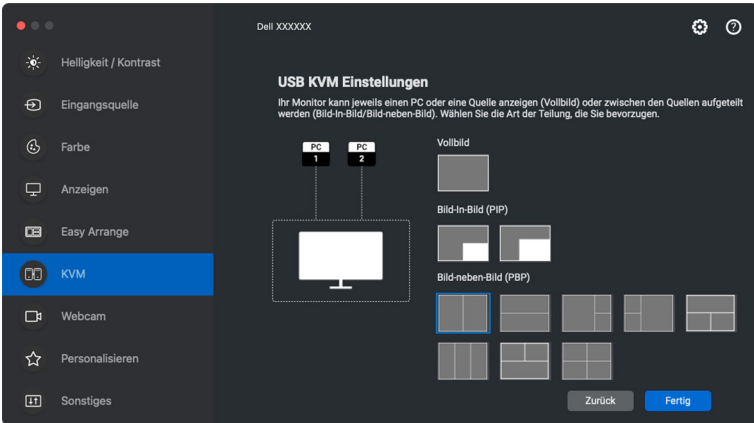 Dell XXXXXX
Helligkeit / Kontrast
Eingangsquelle
Farbe
Anzeigen
Easy Arrange
KVM
Webcam
Personalisieren
Sonstiges
USB KVM Einstellungen
Ihr Monitor kann jeweils einen PC oder eine Quelle anzeigen (Vollbild) oder zwischen den Quellen aufgeteilt
werden (Bild-In-Bild/Bild-neben-Bild). Wählen Sie die Art der Teilung, die Sie bevorzugen.
PC
1
PC
2
Vollbild
Bild-In-Bild (PIP)
Bild-neben-Bild (PBP)
Zurück
Fertig